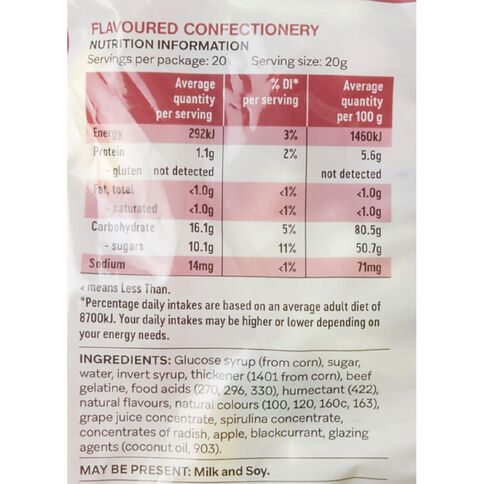 FLAVOURED CONFECTIONERY
NUTRITION INFORMATION
Servings per package: 20 Serving size: 20g
Average quantity per serving % DI* per serving Average quantity per 100 g
Energy 292kJ 3% 1460kJ
Protein 1.1g 2% 5.6g
- gluten not detected not detected
Fat, total <1.0g <1% <1.0g
- saturated <1.0g <1% <1.0g
Carbohydrate 16.1g 5% 80.5g
- sugars 10.1g 11% 50.7g
Sodium 14mg <1% 71mg
< means Less Than.
*Percentage daily intakes are based on an average adult diet of
8700kJ. Your daily intakes may be higher or lower depending on
your energy needs.
INGREDIENTS: Glucose syrup (from corn), sugar,
water, invert syrup, thickener (1401 from corn), beef
gelatine, food acids (270, 296, 330), humectant (422),
natural flavours, natural colours (100, 120, 160c, 163),
grape juice concentrate, spirulina concentrate,
concentrates of radish, apple, blackcurrant, glazing
agents (coconut oil, 903).
MAY BE PRESENT: Milk and Soy.